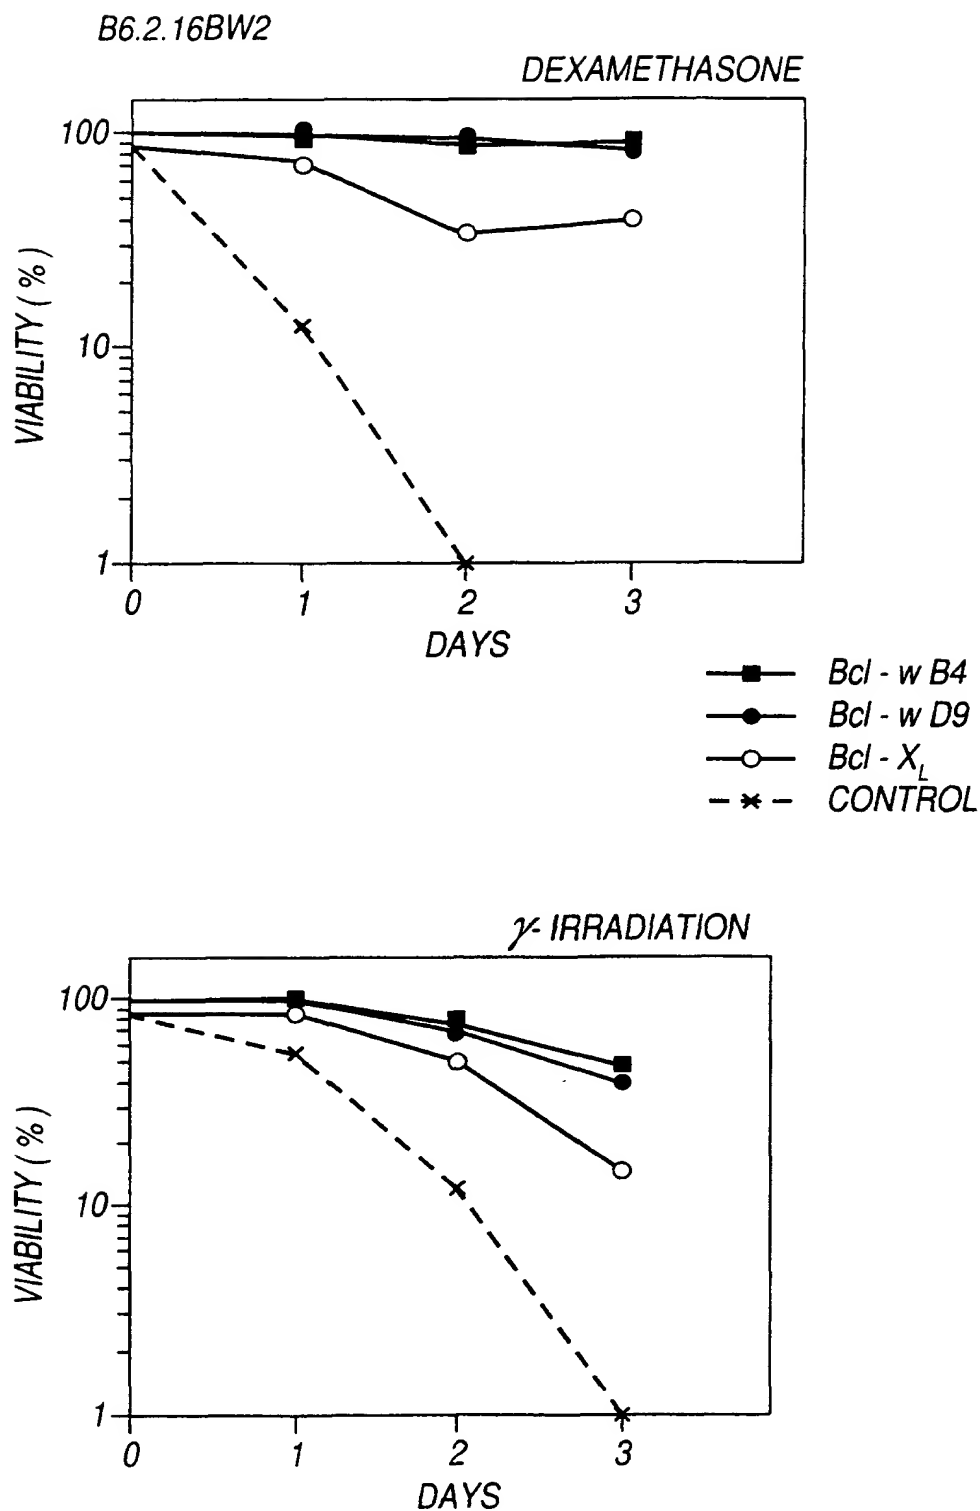 B6.2.16BW2
DEXAMETHASONE
100
10
1
VIABILITY ( % )
0 1 2 3
DAYS
Bcl - w B4
Bcl - w D9
Bcl - X_L
CONTROL
γ- IRRADIATION
100
10
1
VIABILITY ( % )
0 1 2 3
DAYS